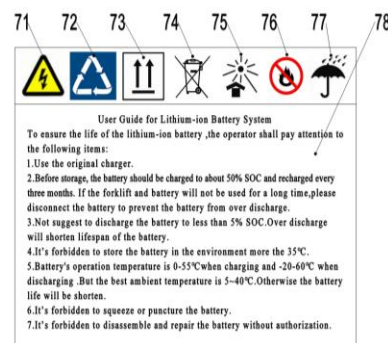 71 72 73 74 75 76 77 78
User Guide for Lithium-ion Battery System
To ensure the life of the lithium-ion battery ,the operator shall pay attention to
the following items:
1.Use the original charger.
2.Before storage, the battery should be charged to about 50% SOC and recharged every
three months. If the forklift and battery will not be used for a long time,please
disconnect the battery to prevent the battery from over discharge.
3.Not suggest to discharge the battery to less than 5% SOC.Over discharge
will shorten lifespan of the battery.
4.It's forbidden to store the battery in the environment more the 35℃.
5.Battery's operation temperature is 0-55℃when charging and -20-60℃ when
discharging .But the best ambient temperature is 5~40℃.Otherwise the battery
life will be shorten.
6.It's forbidden to squeeze or puncture the battery.
7.It's forbidden to disassemble and repair the battery without authorization.